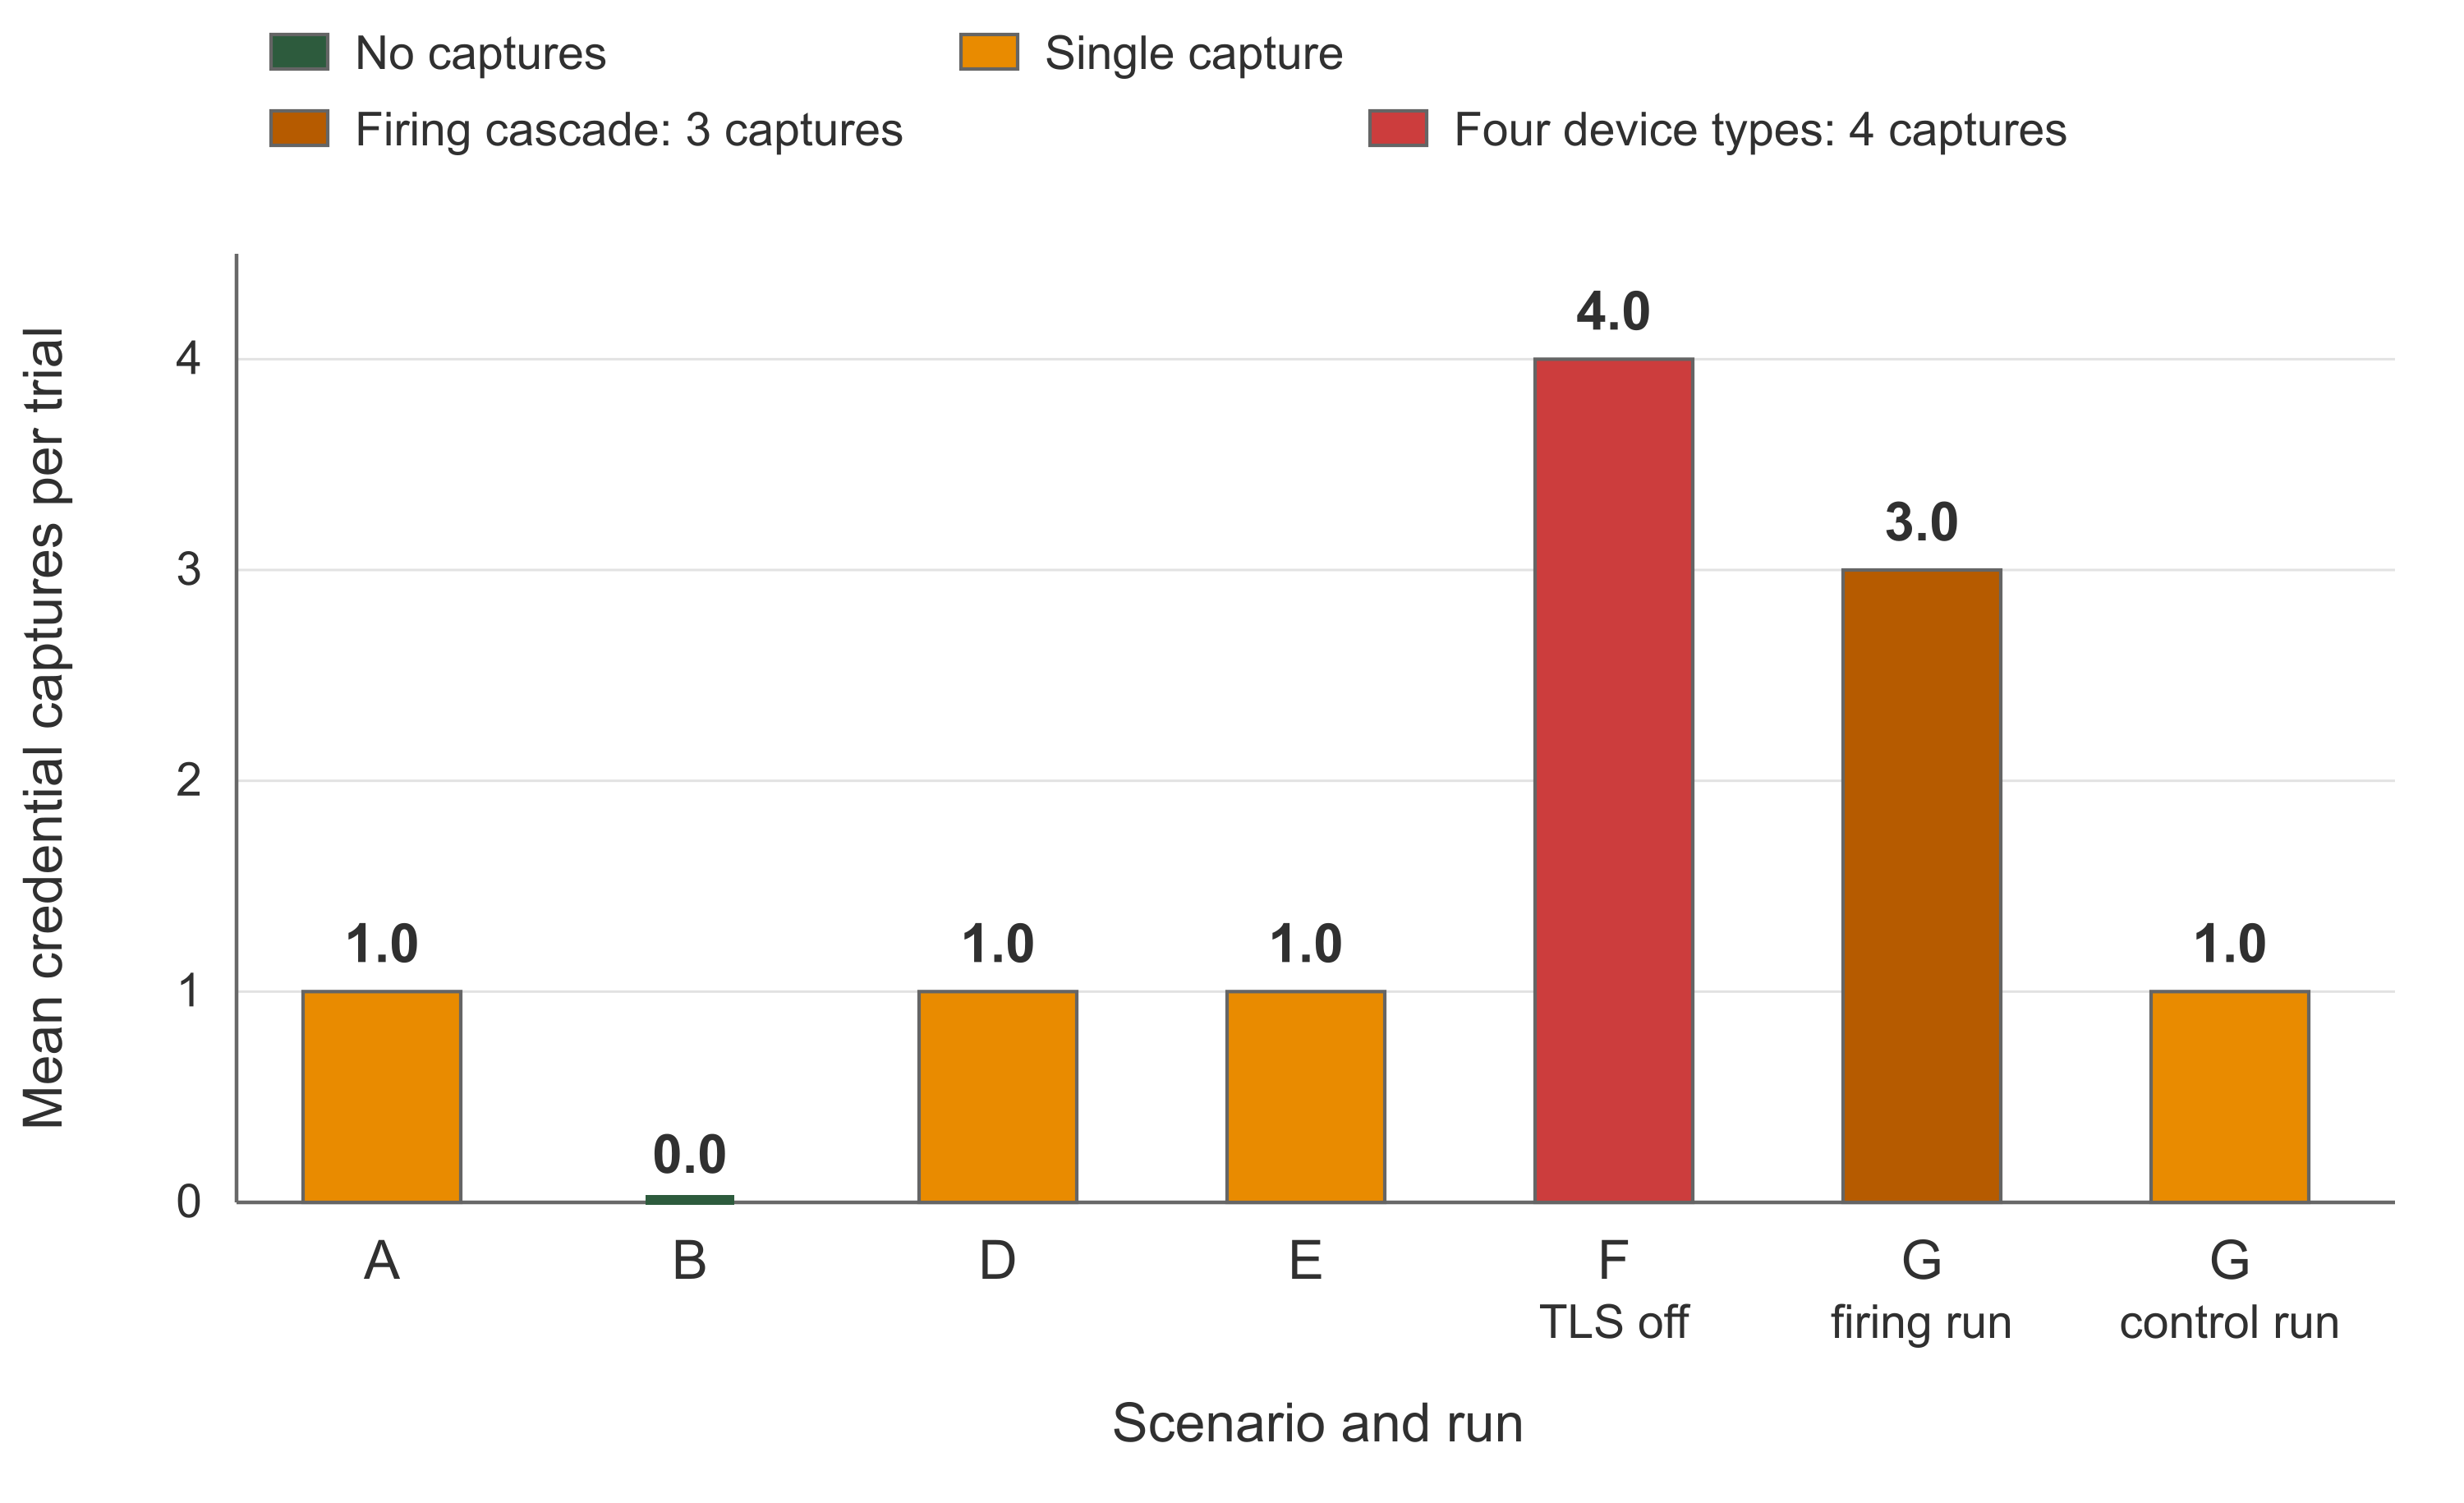 No captures
Single capture
Firing cascade: 3 captures
Four device types: 4 captures
Mean credential captures per trial
4
3
2
1
0
1.0
0.0
1.0
1.0
4.0
3.0
1.0
A
B
D
E
F
TLS off
G
firing run
G
control run
Scenario and run